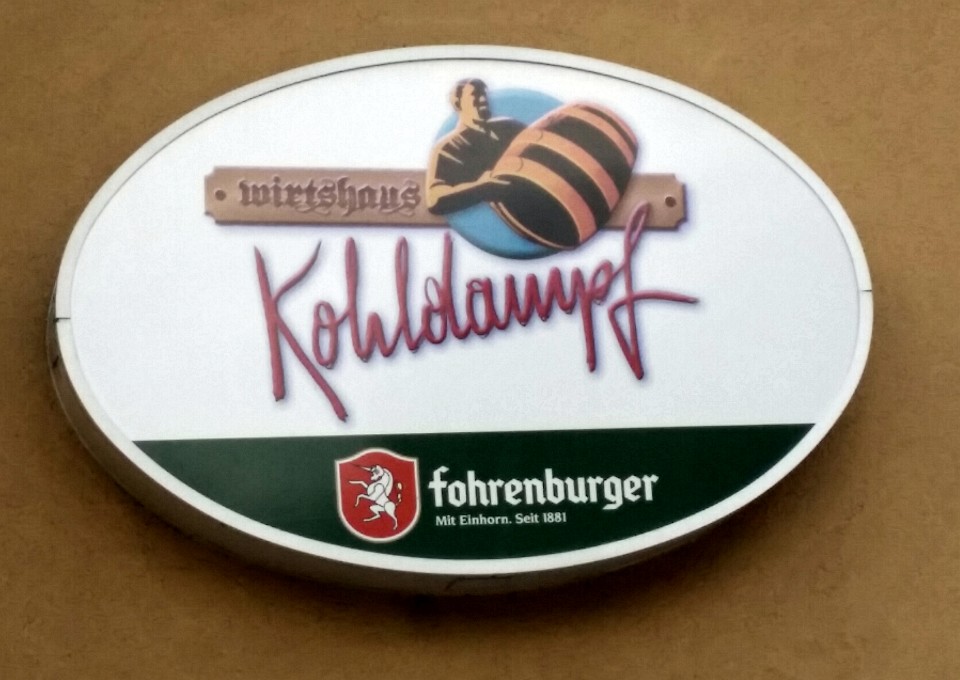 wirtshaus
Kohldampf
fohrenburger
Mit Einhorn. Seit 1881